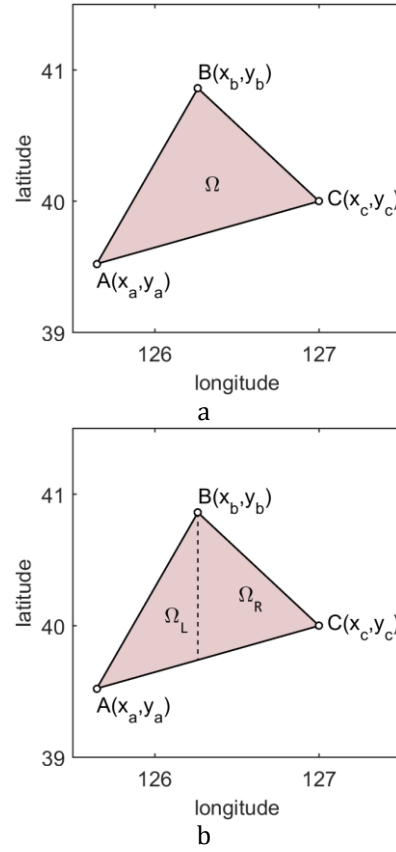 41
B(x_b,y_b)
latitude
Ω
40
C(x_c,y_c)
A(x_a,y_a)
39
126 127
longitude
a
41
B(x_b,y_b)
latitude
Ω_L Ω_R
40
C(x_c,y_c)
A(x_a,y_a)
39
126 127
longitude
b